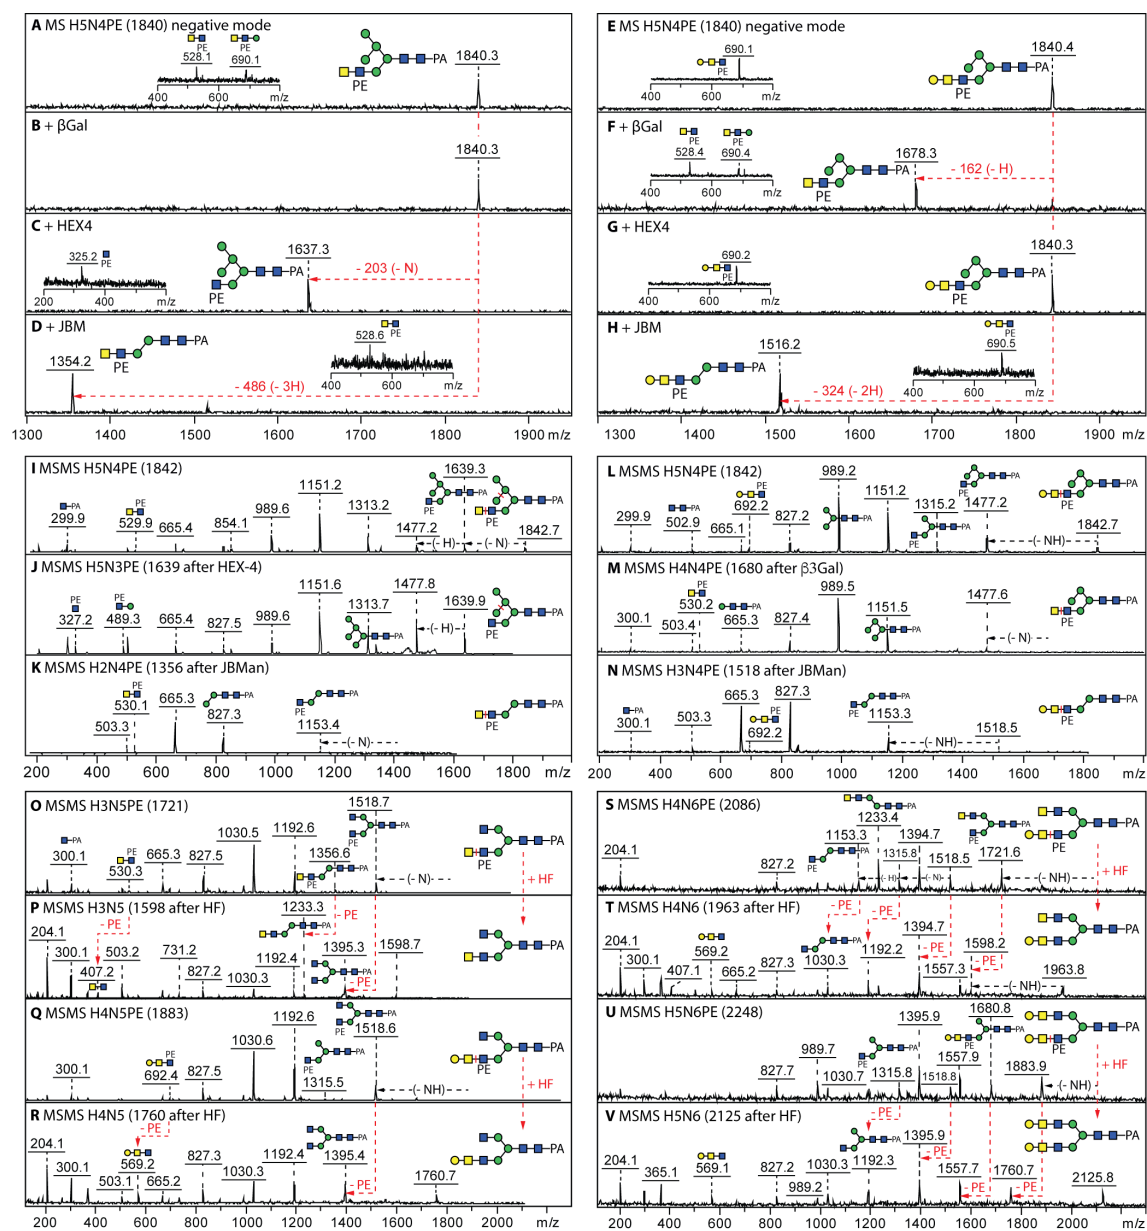 A MS H5N4PE (1840) negative mode
PE PE
528.1 690.1
400 600 m/z
PE
PA
1840.3
B + βGal
1840.3
C + HEX4
325.2
PE
200 400 m/z
PE
PA
1637.3
- 203 (- N)
D + JBM
1354.2
PE
PA
PE
528.6
400 600 m/z
- 486 (- 3H)
1300 1400 1500 1600 1700 1800 1900 m/z
E MS H5N4PE (1840) negative mode
690.1
PE
400 600 m/z
PE
PA
1840.4
F + βGal
PE PE
528.4 690.4
400 600 m/z
PE
PA
1678.3
- 162 (- H)
G + HEX4
690.2
PE
400 600 m/z
PE
PA
1840.3
H + JBM
1516.2
PE
PA
PE
690.5
400 600 m/z
- 324 (- 2H)
1300 1400 1500 1600 1700 1800 1900 m/z
I MSMS H5N4PE (1842)
PA
299.9
PE
529.9
665.4
854.1
989.6
1151.2
1313.2
PE
PA
1477.2
1639.3
1842.7
(- H)
(- N)
PE
PA
J MSMS H5N3PE (1639 after HEX-4)
PE
327.2
PE
489.3
665.4
827.5
989.6
1151.6
1313.7
PA
1477.8
1639.9
(- H)
PE
PA
K MSMS H2N4PE (1356 after JBMan)
503.3
PE
530.1
665.3
PA
827.3
PE
PA
1153.4
(- N)
PE
PA
200 400 600 800 1000 1200 1400 1600 1800 m/z
L MSMS H5N4PE (1842)
299.9
PA
502.9
665.1
PE
692.2
827.2
989.2
PA
1151.2
PE
PA
1315.2
PE
PA
1477.2
1842.7
(- NH)
PE
PA
M MSMS H4N4PE (1680 after β3Gal)
300.1
503.4
PE
530.2
PA
665.3
827.4
989.5
PA
1151.5
1477.6
(- N)
PE
PA
N MSMS H3N4PE (1518 after JBMan)
PA
300.1
503.3
665.3
PE
692.2
827.3
PE
PA
1153.3
1518.5
(- NH)
PE
PA
200 400 600 800 1000 1200 1400 1600 1800 m/z
O MSMS H3N5PE (1721)
PA
300.1
PE
530.3
665.3
827.5
1030.5
1192.6
PE
PA
1356.6
PE
PA
1518.7
(- N)
PE
PA
+ HF
P MSMS H3N5 (1598 after HF)
204.1
300.1
407.2
- PE
503.2
731.2
827.2
1030.3
1192.4
PA
1233.3
- PE
PA
1395.3
- PE
1598.7
PA
Q MSMS H4N5PE (1883)
300.1
PE
692.4
827.5
1030.6
1192.6
PE
PA
1315.5
PE
PA
1518.6
(- NH)
PE
PA
+ HF
R MSMS H4N5 (1760 after HF)
204.1
300.1
503.1
- PE
569.2
665.2
827.3
1030.3
1192.4
PA
1395.4
- PE
1760.7
PA
200 400 600 800 1000 1200 1400 1600 1800 2000 m/z
S MSMS H4N6PE (2086)
204.1
827.2
PE
PA
1153.3
PA
1233.4
1315.8
1394.7
1518.5
PE
PA
1721.6
(- H)
(- N)
(- NH)
PE
PA
+ HF
T MSMS H4N6 (1963 after HF)
204.1
300.1
407.1
569.2
665.2
827.3
PA
1030.3
- PE
1192.2
- PE
1394.7
- PE
1557.3
1598.2
- PE
1963.8
(- NH)
PA
U MSMS H5N6PE (2248)
827.7
989.7
1030.7
PE
PA
1315.8
1395.9
1518.8
1557.9
PE
PA
1680.8
1883.9
(- NH)
PE
PA
+ HF
V MSMS H5N6 (2125 after HF)
204.1
365.1
569.1
827.2
989.2
1030.3
PA
1192.3
- PE
1395.9
- PE
1557.7
- PE
1760.7
- PE
2125.8
PA
200 400 600 800 1000 1200 1400 1600 1800 2000 m/z